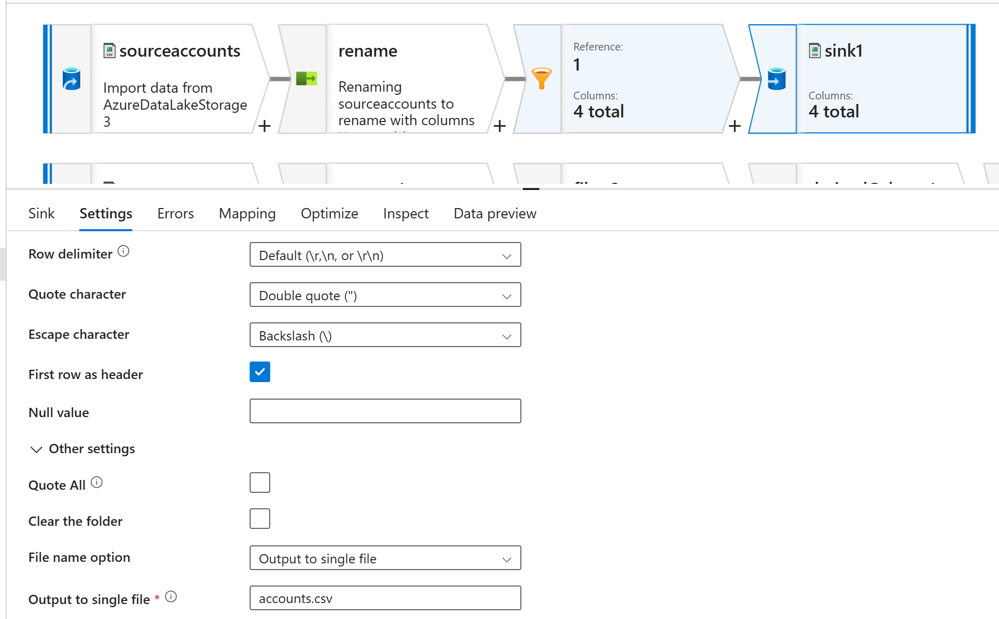 sourceaccounts
Import data from
AzureDataLakeStorage
3
+
rename
Renaming
sourceaccounts to
rename with columns
+
Reference:
1
Columns:
4 total
+
CSV sink1
Columns:
4 total
Sink Settings Errors Mapping Optimize Inspect Data preview
Row delimiter
Default (\r,\n, or \r\n)
Quote character
Double quote (")
Escape character
Backslash (\)
First row as header
Null value
Other settings
Quote All
Clear the folder
File name option
Output to single file
Output to single file *
accounts.csv